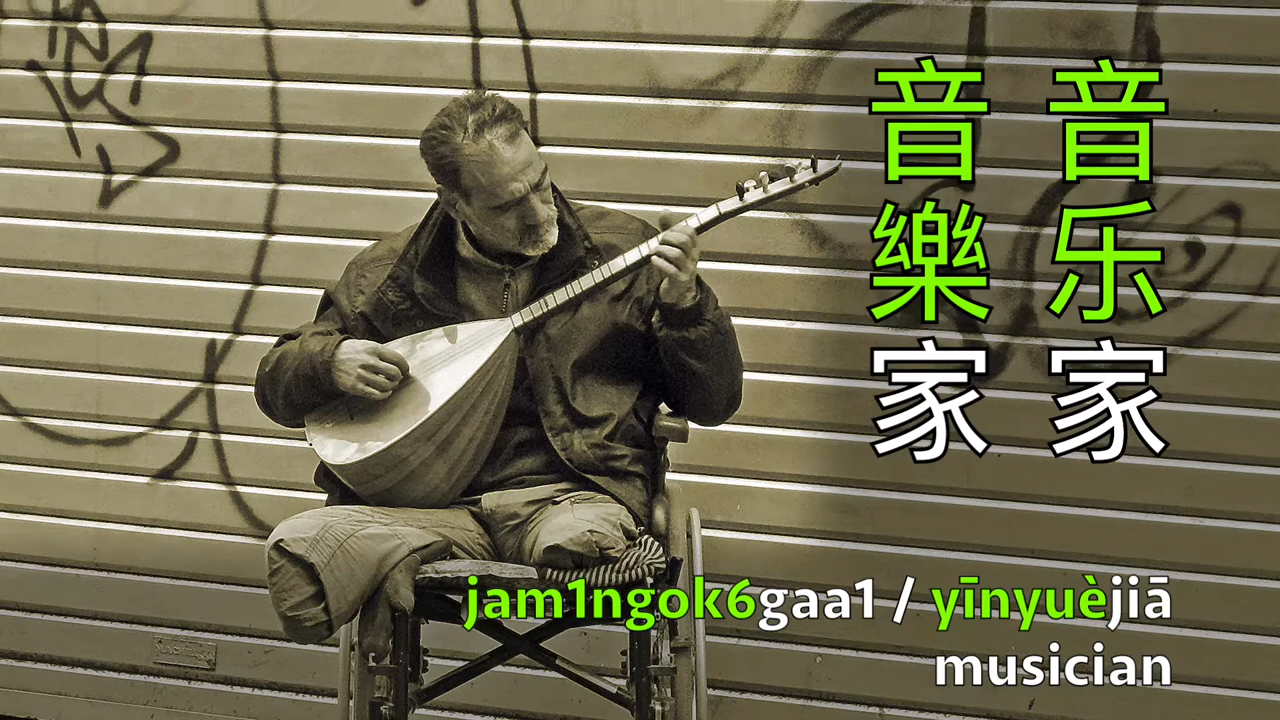 音樂家
音乐家
jam1ngok6gaa1 / yīnyuèjiā
musician